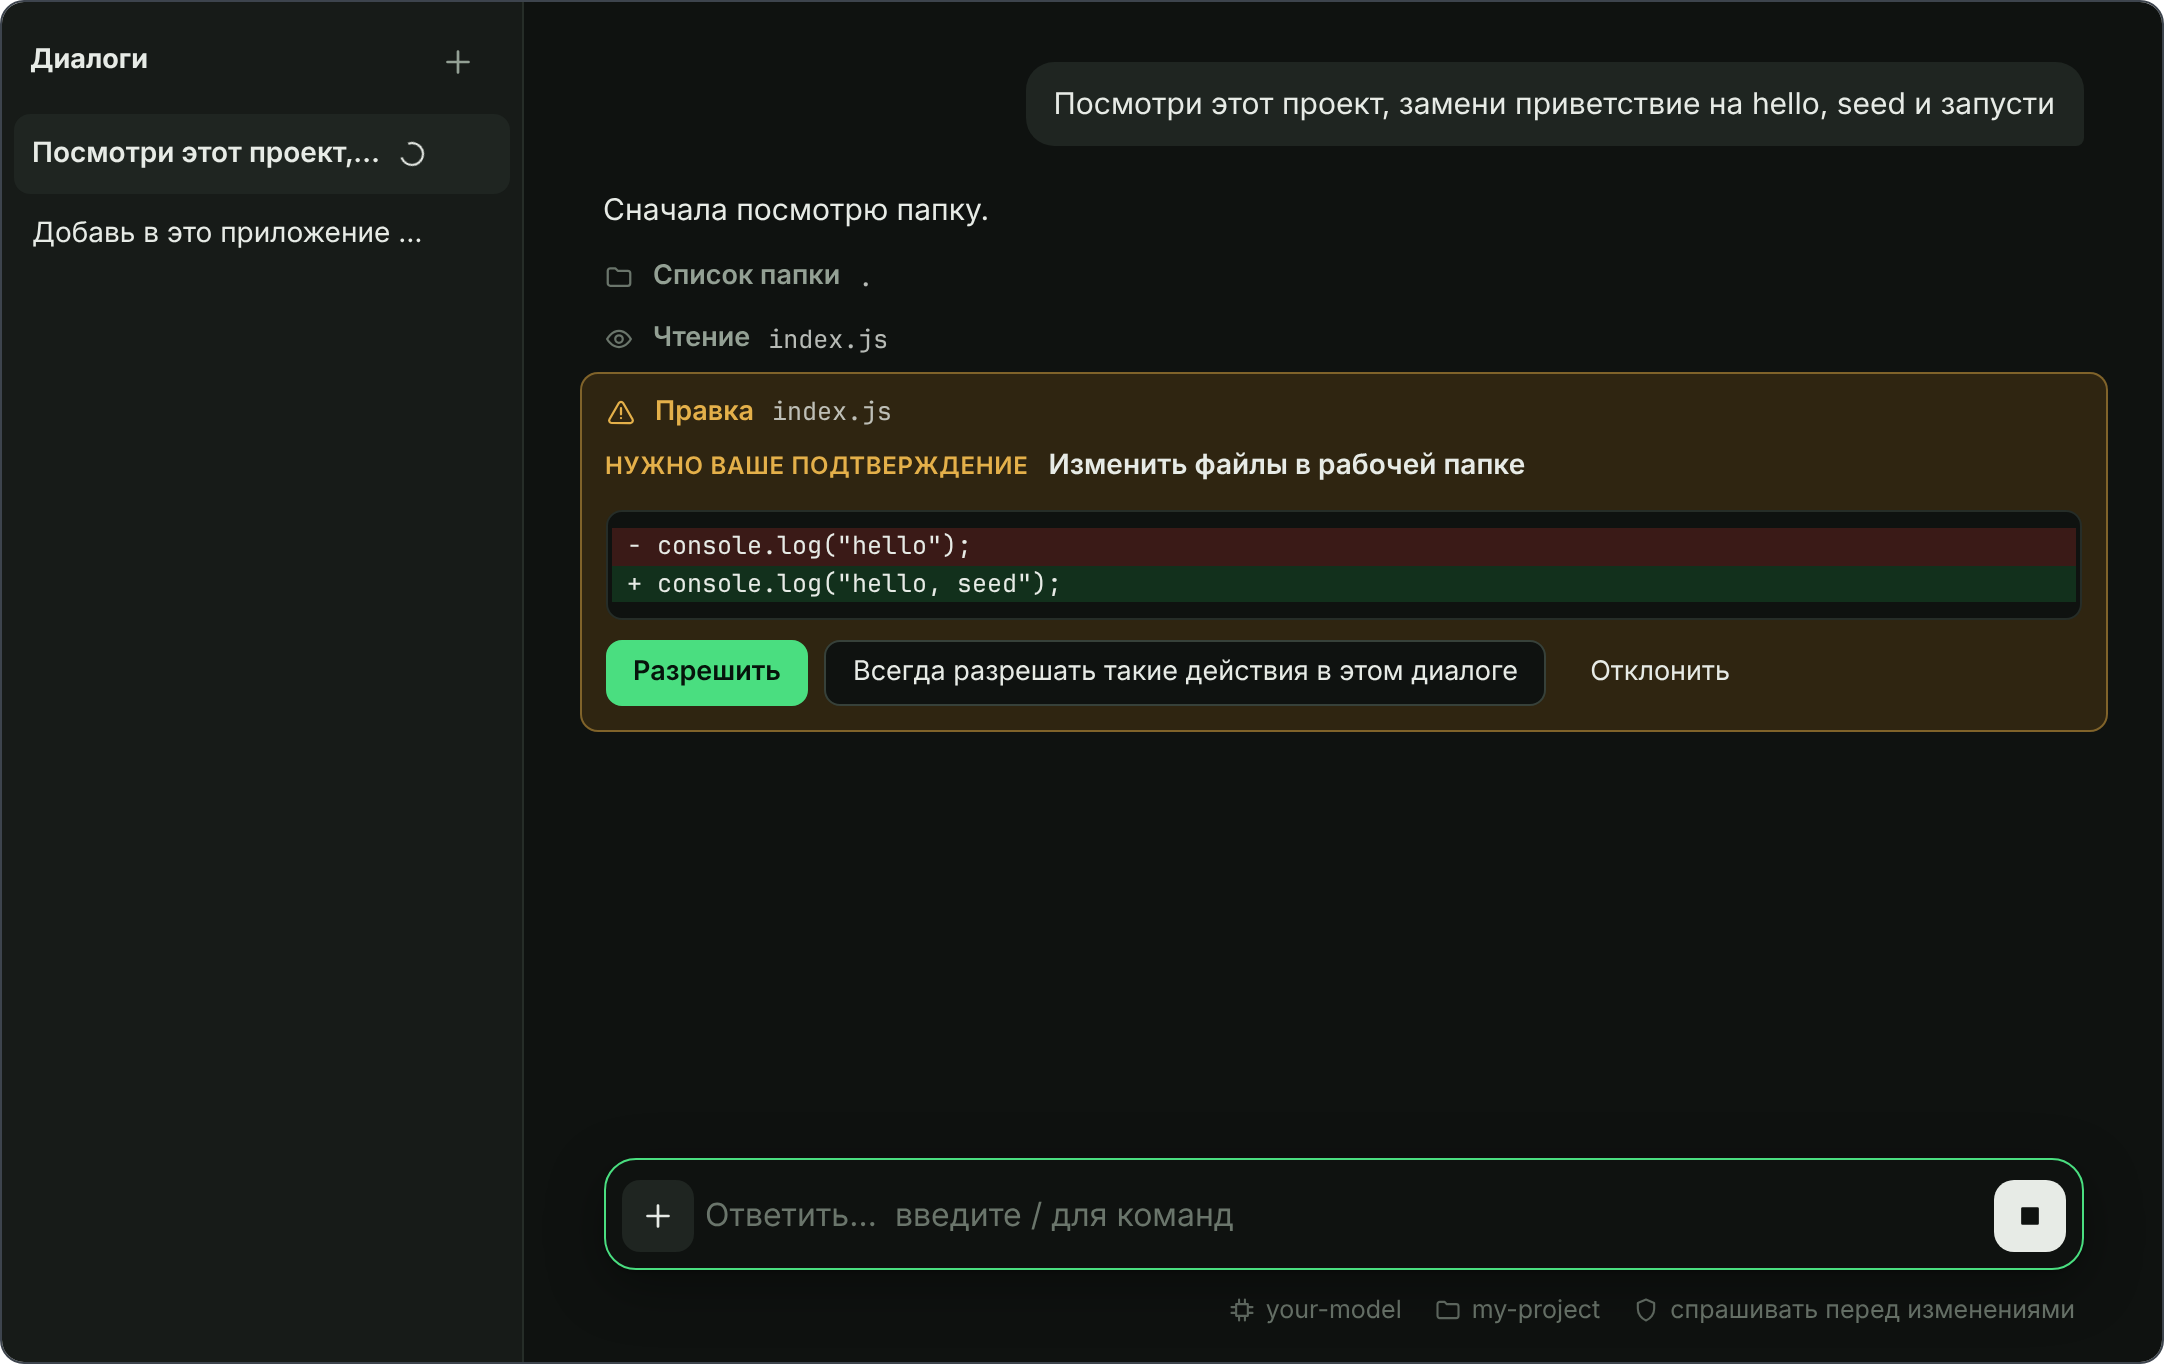 Диалоги
Посмотри этот проект,...
Добавь в это приложение ...
Посмотри этот проект, замени приветствие на hello, seed и запусти
Сначала посмотрю папку.
Список папки .
Чтение index.js
Правка index.js
НУЖНО ВАШЕ ПОДТВЕРЖДЕНИЕ Изменить файлы в рабочей папке
- console.log("hello");
+ console.log("hello, seed");
Разрешить Всегда разрешать такие действия в этом диалоге Отклонить
Ответить... введите / для команд
your-model my-project спрашивать перед изменениями